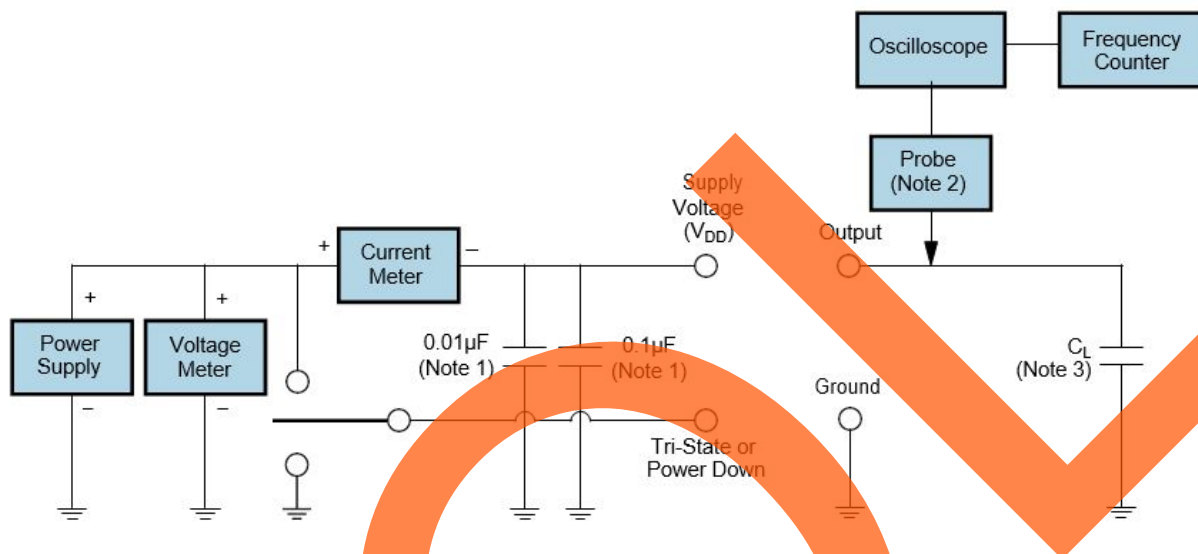 Oscilloscope
Frequency
Counter
Probe
(Note 2)
Supply
Voltage
(VDD)
Output
+
Current
Meter
–
+
Power
Supply
–
+
Voltage
Meter
–
0.01µF
(Note 1)
0.1µF
(Note 1)
CL
(Note 3)
Ground
Tri-State or
Power Down